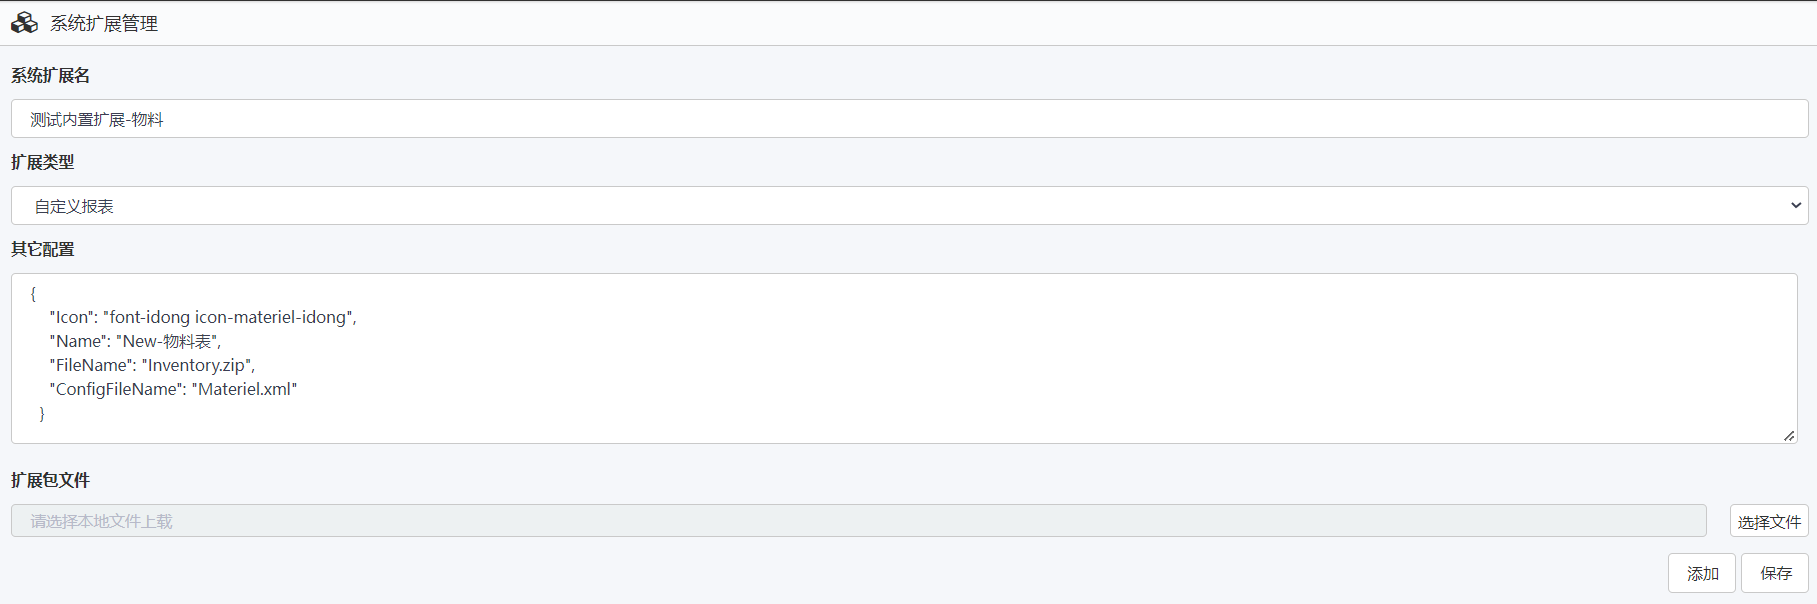 系统扩展管理
系统扩展名
测试内置扩展-物料
扩展类型
自定义报表
其它配置
{
"Icon": "font-idong icon-materiel-idong",
"Name": "New-物料表",
"FileName": "Inventory.zip",
"ConfigFileName": "Materiel.xml"
}
扩展包文件
请选择本地文件上载
选择文件
添加
保存